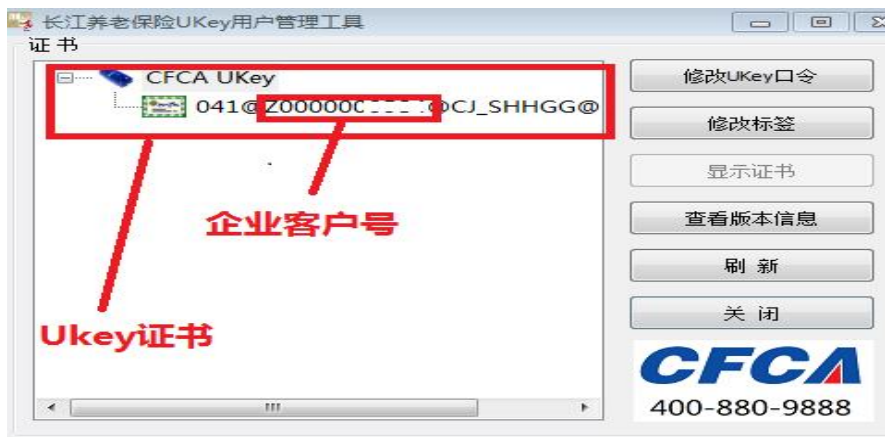 长江养老保险UKey用户管理工具
证书
CFCA UKey
041@Z000000 @CJ_SHHGG@
企业客户号
Ukey证书
修改UKey口令
修改标签
显示证书
查看版本信息
刷 新
关 闭
CFCA
400-880-9888